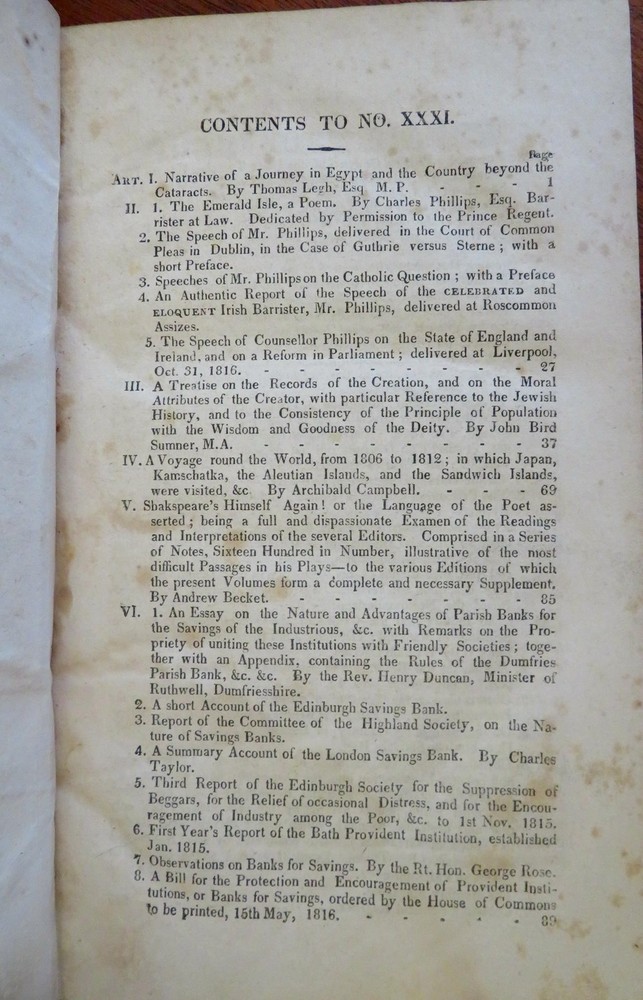 CONTENTS TO NO. XXXI.
Page
ART. I. Narrative of a Journey in Egypt and the Country beyond the
Cataracts. By Thomas Legh, Esq. M. P. - - - 1
II. 1. The Emerald Isle, a Poem. By Charles Phillips, Esq. Bar-
rister at Law. Dedicated by Permission to the Prince Regent.
2. The Speech of Mr. Phillips, delivered in the Court of Common
Pleas in Dublin, in the Case of Guthrie versus Sterne; with a
short Preface.
3. Speeches of Mr. Phillips on the Catholic Question; with a Preface
4. An Authentic Report of the Speech of the CELEBRATED and
ELOQUENT Irish Barrister, Mr. Phillips, delivered at Roscommon
Assizes.
5. The Speech of Counsellor Phillips on the State of England and
Ireland, and on a Reform in Parliament; delivered at Liverpool,
Oct. 31, 1816. - - - - - - - - 27
III. A Treatise on the Records of the Creation, and on the Moral
Attributes of the Creator, with particular Reference to the Jewish
History, and to the Consistency of the Principle of Population
with the Wisdom and Goodness of the Deity. By John Bird
Sumner, M.A. - - - - - - - - - 37
IV. A Voyage round the World, from 1806 to 1812; in which Japan,
Kamschatka, the Aleutian Islands, and the Sandwich Islands,
were visited, &c. By Archibald Campbell. - - - 69
V. Shakspeare's Himself Again! or the Language of the Poet as-
serted; being a full and dispassionate Examen of the Readings
and Interpretations of the several Editors. Comprised in a Series
of Notes, Sixteen Hundred in Number, illustrative of the most
difficult Passages in his Plays—to the various Editions of which
the present Volumes form a complete and necessary Supplement.
By Andrew Becket. - - - - - - - 85
VI. 1. An Essay on the Nature and Advantages of Parish Banks for
the Savings of the Industrious, &c. with Remarks on the Pro-
priety of uniting these Institutions with Friendly Societies; toge-
ther with an Appendix, containing the Rules of the Dumfries
Parish Bank, &c. &c. By the Rev. Henry Duncan, Minister of
Ruthwell, Dumfriesshire.
2. A short Account of the Edinburgh Savings Bank.
3. Report of the Committee of the Highland Society, on the Na-
ture of Savings Banks.
4. A Summary Account of the London Savings Bank. By Charles
Taylor.
5. Third Report of the Edinburgh Society for the Suppression of
Beggars, for the Relief of occasional Distress, and for the Encou-
ragement of Industry among the Poor, &c. to 1st Nov. 1815.
6. First Year's Report of the Bath Provident Institution, established
Jan. 1815.
7. Observations on Banks for Savings. By the Rt. Hon. George Rose.
8. A Bill for the Protection and Encouragement of Provident Insti-
tutions, or Banks for Savings, ordered by the House of Commons
to be printed, 15th May, 1816. - - - - - 89